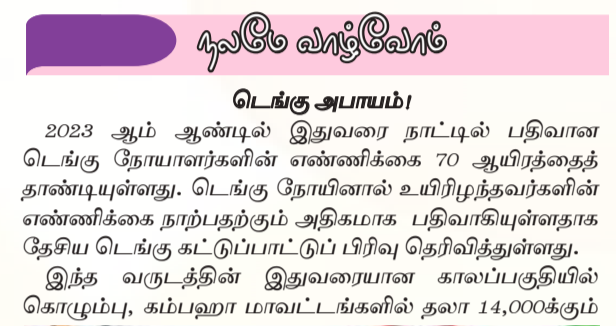 நலமே வாழ்வோம்
டெங்கு அபாயம்!
2023 ஆம் ஆண்டில் இதுவரை நாட்டில் பதிவான
டெங்கு நோயாளர்களின் எண்ணிக்கை 70 ஆயிரத்தைத்
தாண்டியுள்ளது. டெங்கு நோயினால் உயிரிழந்தவர்களின்
எண்ணிக்கை நாற்பதற்கும் அதிகமாக பதிவாகியுள்ளதாக
தேசிய டெங்கு கட்டுப்பாட்டுப் பிரிவு தெரிவித்துள்ளது.
இந்த வருடத்தின் இதுவரையான காலப்பகுதியில்
கொழும்பு, கம்பஹா மாவட்டங்களில் தலா 14,000க்கும்